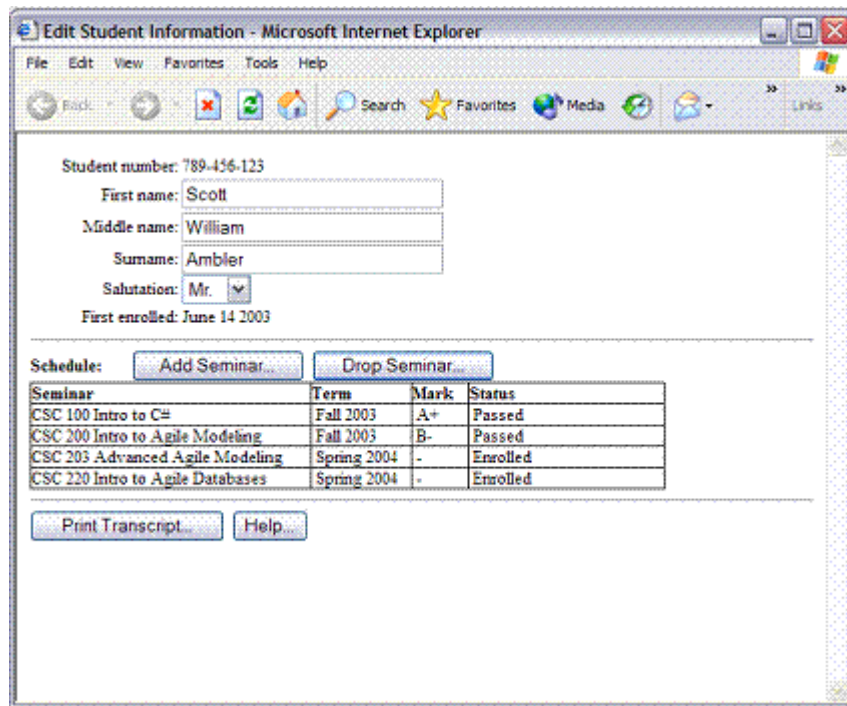 Edit Student Information - Microsoft Internet Explorer
File Edit View Favorites Tools Help
Back Search Favorites Media Links
Student number: 789-456-123
First name: Scott
Middle name: William
Surname: Ambler
Salutation: Mr.
First enrolled: June 14 2003
Schedule: Add Seminar... Drop Seminar...
Seminar Term Mark Status
CSC 100 Intro to C# Fall 2003 A+ Passed
CSC 200 Intro to Agile Modeling Fall 2003 B- Passed
CSC 203 Advanced Agile Modeling Spring 2004 - Enrolled
CSC 220 Intro to Agile Databases Spring 2004 - Enrolled
Print Transcript... Help...